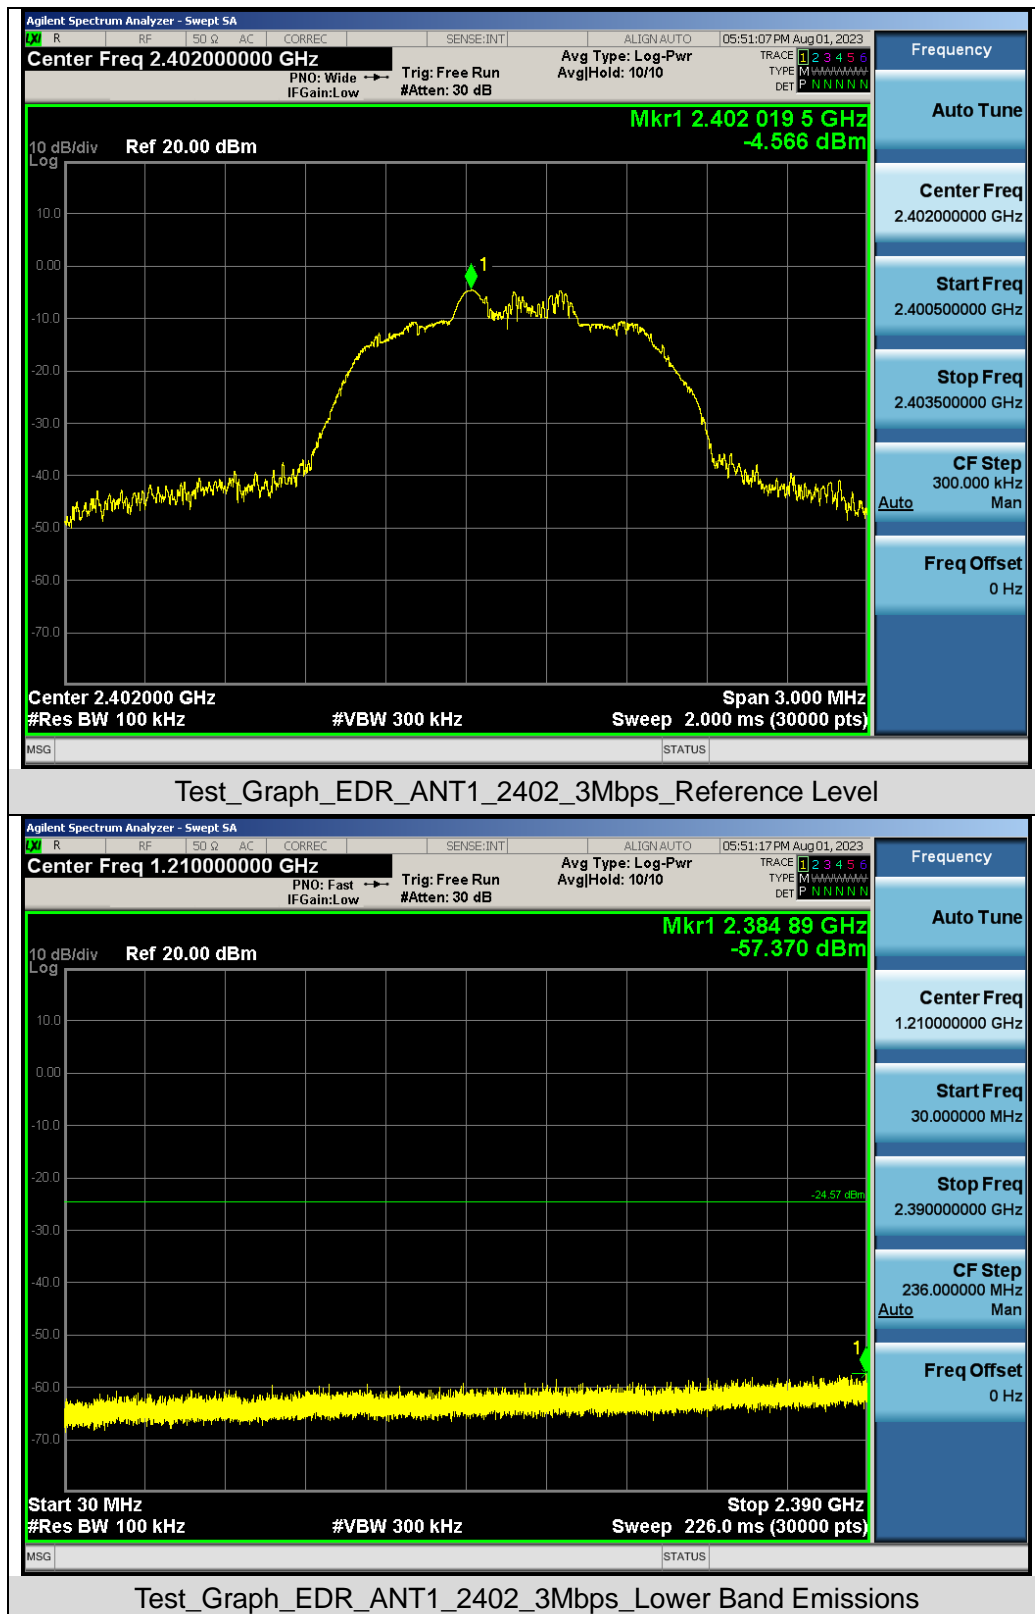 Agilent Spectrum Analyzer - Swept SA
LXI R RF 50 Ω AC CORREC SENSE:INT ALIGN AUTO 05:51:07 PM Aug 01, 2023
Center Freq 2.402000000 GHz
PNO: Wide
IFGain:Low
Trig: Free Run
#Atten: 30 dB
Avg Type: Log-Pwr
Avg|Hold: 10/10
TRACE 1 2 3 4 5 6
TYPE M
DET P N N N N N
Mkr1 2.402 019 5 GHz
-4.566 dBm
10 dB/div Ref 20.00 dBm
Log
10.0
0.00
-10.0
-20.0
-30.0
-40.0
-50.0
-60.0
-70.0
1
Center 2.402000 GHz Span 3.000 MHz
#Res BW 100 kHz #VBW 300 kHz Sweep 2.000 ms (30000 pts)
MSG STATUS
Frequency
Auto Tune
Center Freq
2.402000000 GHz
Start Freq
2.400500000 GHz
Stop Freq
2.403500000 GHz
CF Step
300.000 kHz
Auto Man
Freq Offset
0 Hz
Test_Graph_EDR_ANT1_2402_3Mbps_Reference Level
Agilent Spectrum Analyzer - Swept SA
LXI R RF 50 Ω AC CORREC SENSE:INT ALIGN AUTO 05:51:17 PM Aug 01, 2023
Center Freq 1.210000000 GHz
PNO: Fast
IFGain:Low
Trig: Free Run
#Atten: 30 dB
Avg Type: Log-Pwr
Avg|Hold: 10/10
TRACE 1 2 3 4 5 6
TYPE M
DET P N N N N N
Mkr1 2.384 89 GHz
-57.370 dBm
10 dB/div Ref 20.00 dBm
Log
10.0
0.00
-10.0
-20.0
-30.0
-40.0
-50.0
-60.0
-70.0
-24.57 dBm
1
Start 30 MHz Stop 2.390 GHz
#Res BW 100 kHz #VBW 300 kHz Sweep 226.0 ms (30000 pts)
MSG STATUS
Frequency
Auto Tune
Center Freq
1.210000000 GHz
Start Freq
30.000000 MHz
Stop Freq
2.390000000 GHz
CF Step
236.000000 MHz
Auto Man
Freq Offset
0 Hz
Test_Graph_EDR_ANT1_2402_3Mbps_Lower Band Emissions